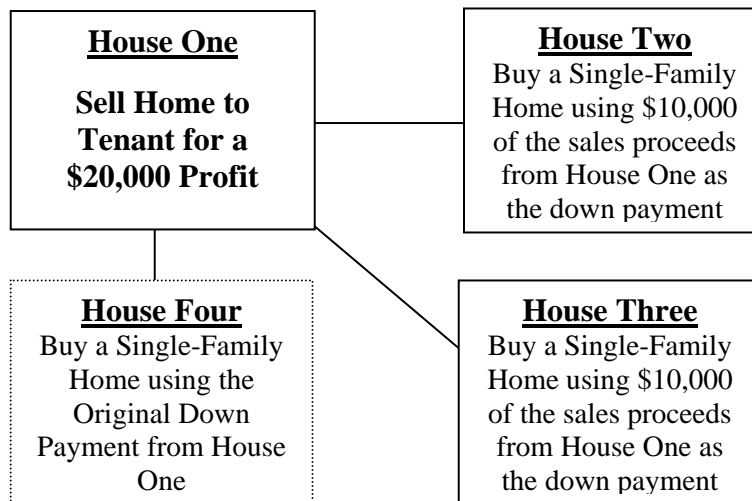 House One
Sell Home to
Tenant for a
$20,000 Profit
House Two
Buy a Single-Family
Home using $10,000
of the sales proceeds
from House One as
the down payment
House Four
Buy a Single-Family
Home using the
Original Down
Payment from House
One
House Three
Buy a Single-Family
Home using $10,000
of the sales proceeds
from House One as
the down payment